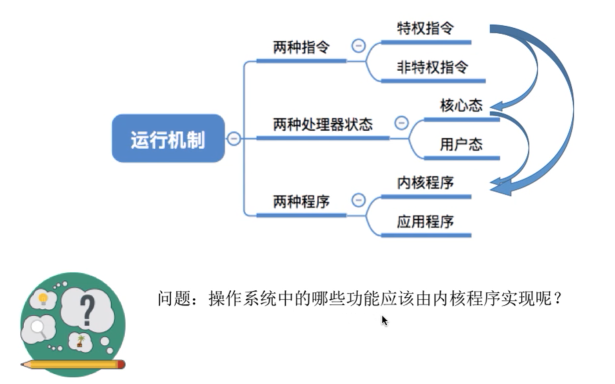 特权指令
两种指令
非特权指令
核心态
运行机制
两种处理器状态
用户态
内核程序
两种程序
应用程序
问题：操作系统中的哪些功能应该由内核程序实现呢？
?